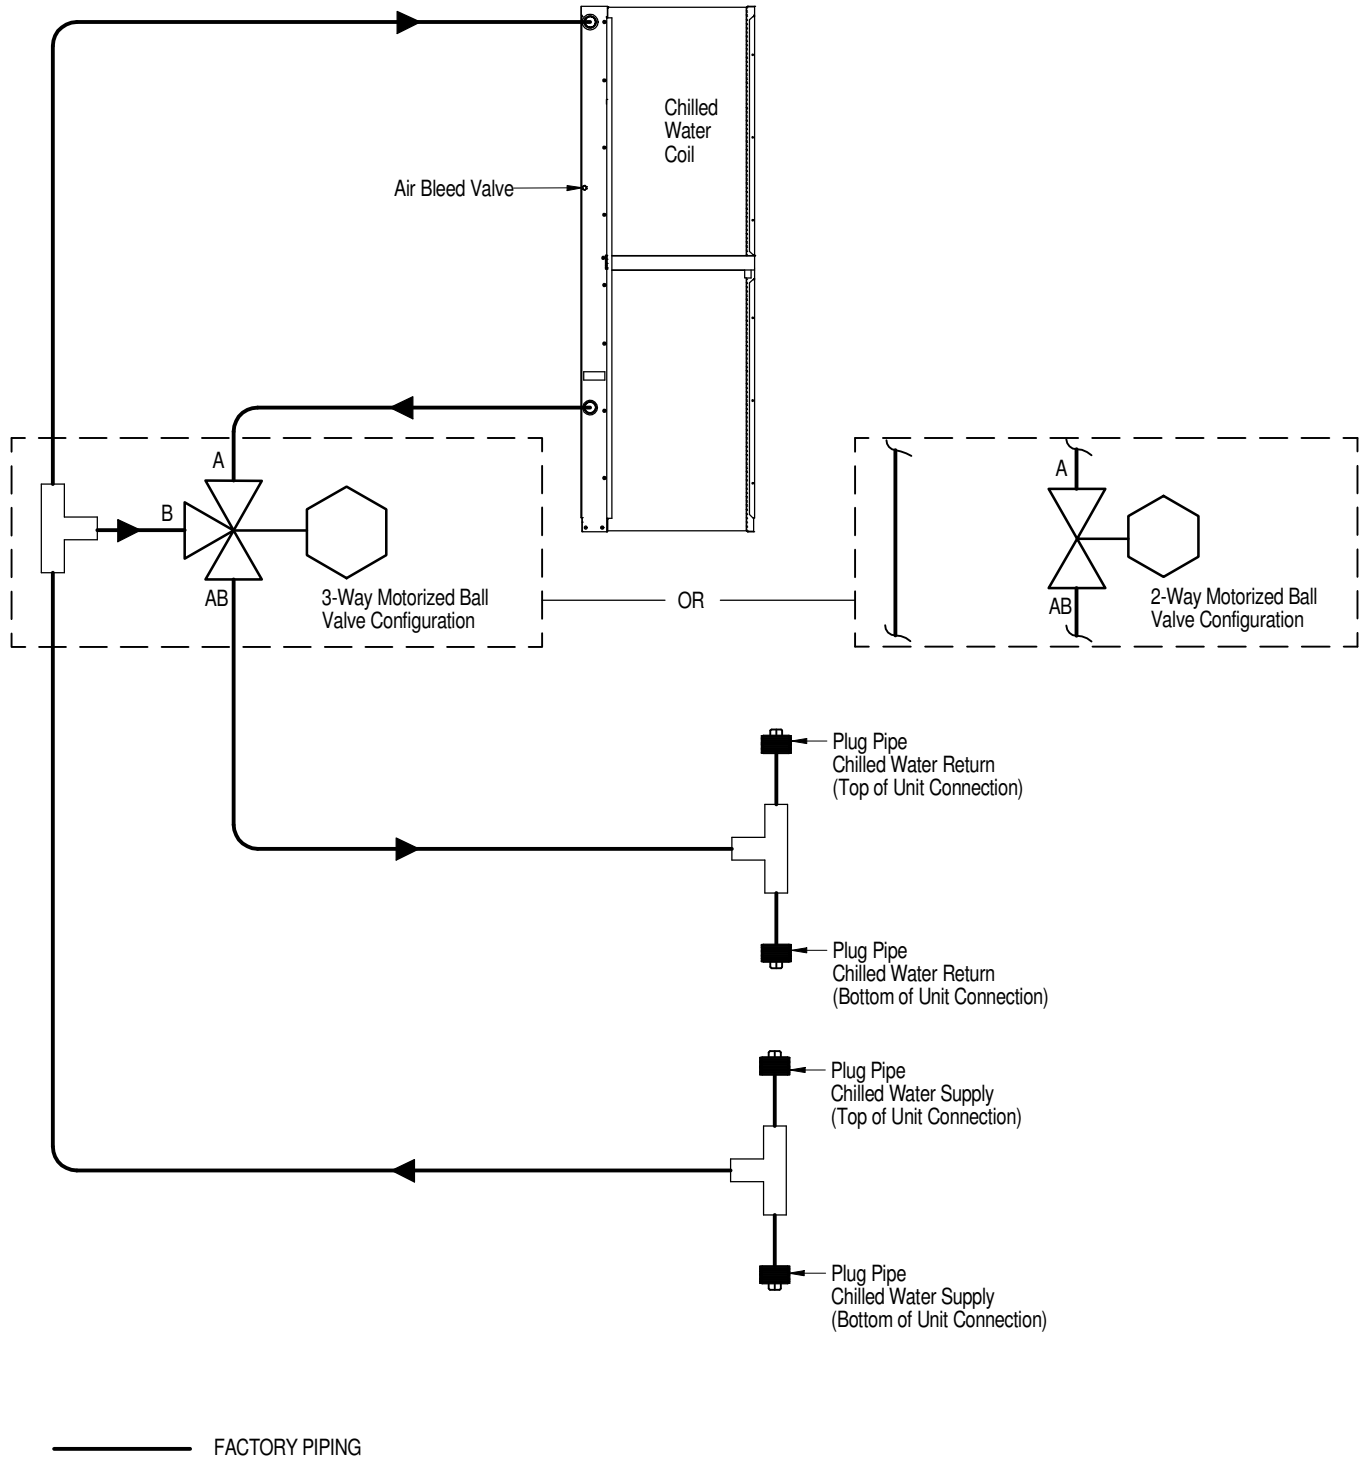 Chilled
Water
Coil
Air Bleed Valve
A
B
AB
3-Way Motorized Ball
Valve Configuration
OR
A
AB
2-Way Motorized Ball
Valve Configuration
Plug Pipe
Chilled Water Return
(Top of Unit Connection)
Plug Pipe
Chilled Water Return
(Bottom of Unit Connection)
Plug Pipe
Chilled Water Supply
(Top of Unit Connection)
Plug Pipe
Chilled Water Supply
(Bottom of Unit Connection)
FACTORY PIPING